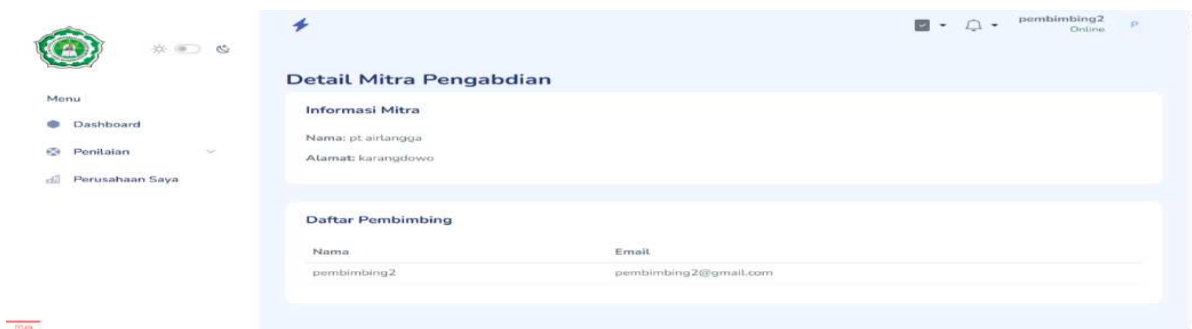 pembimbing2
Online
P
Menu
Dashboard
Penilaian
Perusahaan Saya
Detail Mitra Pengabdian
Informasi Mitra
Nama: pt airlangga
Alamat: karangdowo
Daftar Pembimbing
Nama Email
pembimbing2 pembimbing2@gmail.com